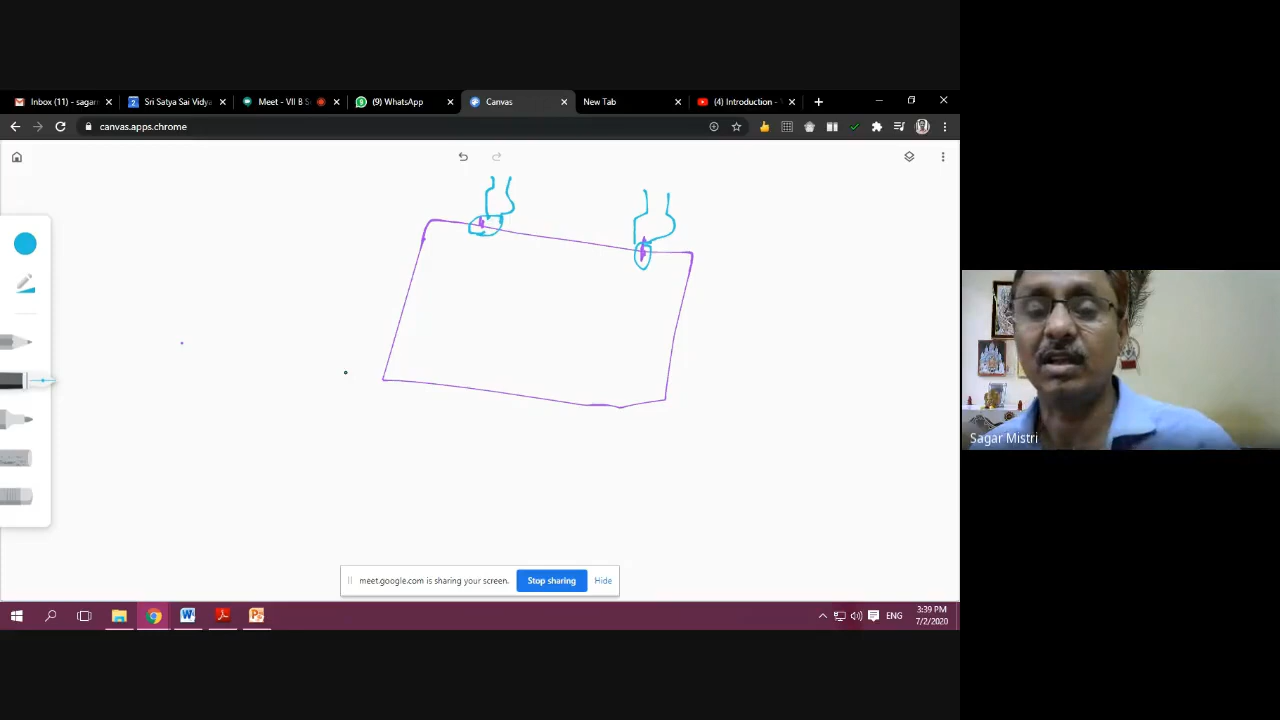 Inbox (11) - sagar
Sri Satya Sai Vidya
Meet - VII B S
(9) WhatsApp
Canvas
New Tab
(4) Introduction -
canvas.apps.chrome
Sagar Mistri
meet.google.com is sharing your screen.
Stop sharing
Hide
ENG
3:39 PM
7/2/2020